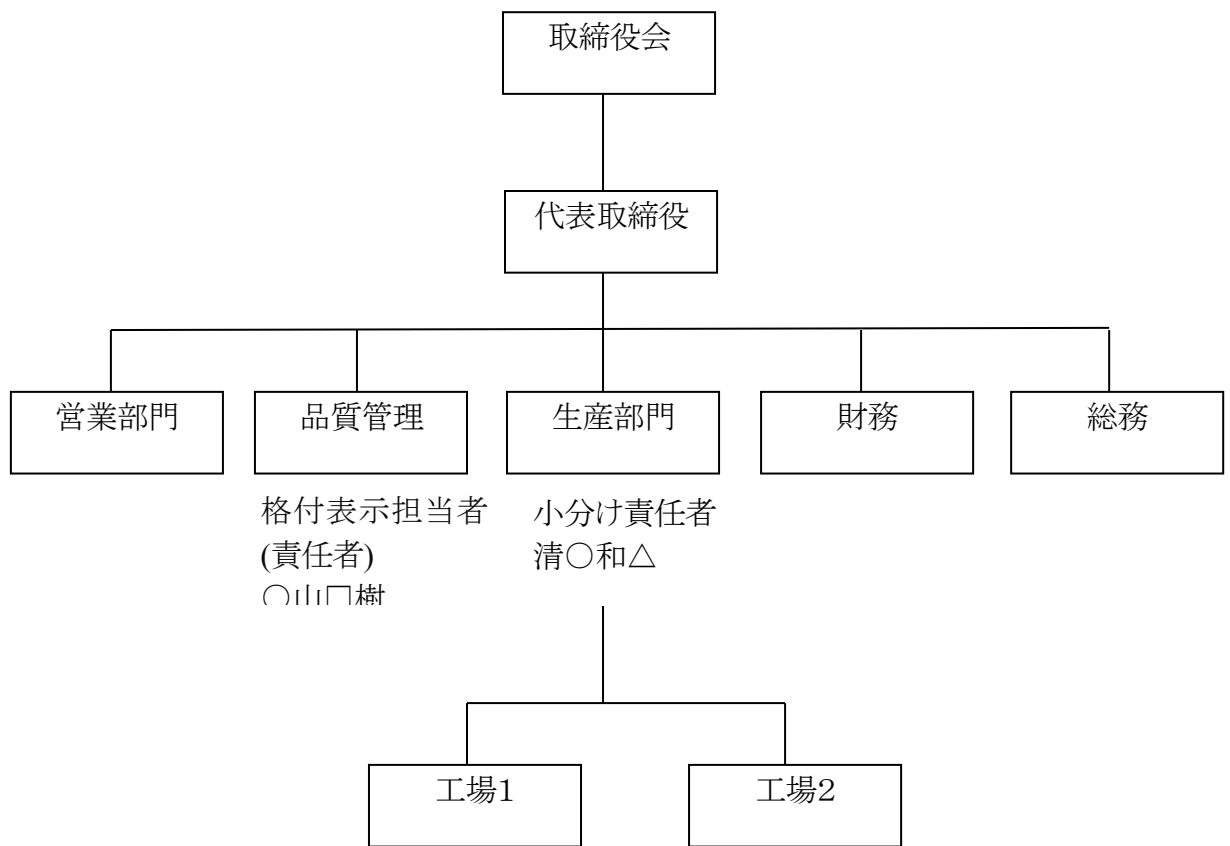 取締役会
代表取締役
営業部門
品質管理
生産部門
財務
総務
格付表示担当者
(責任者)
○山□樹
小分け責任者
清○和△
工場1
工場2